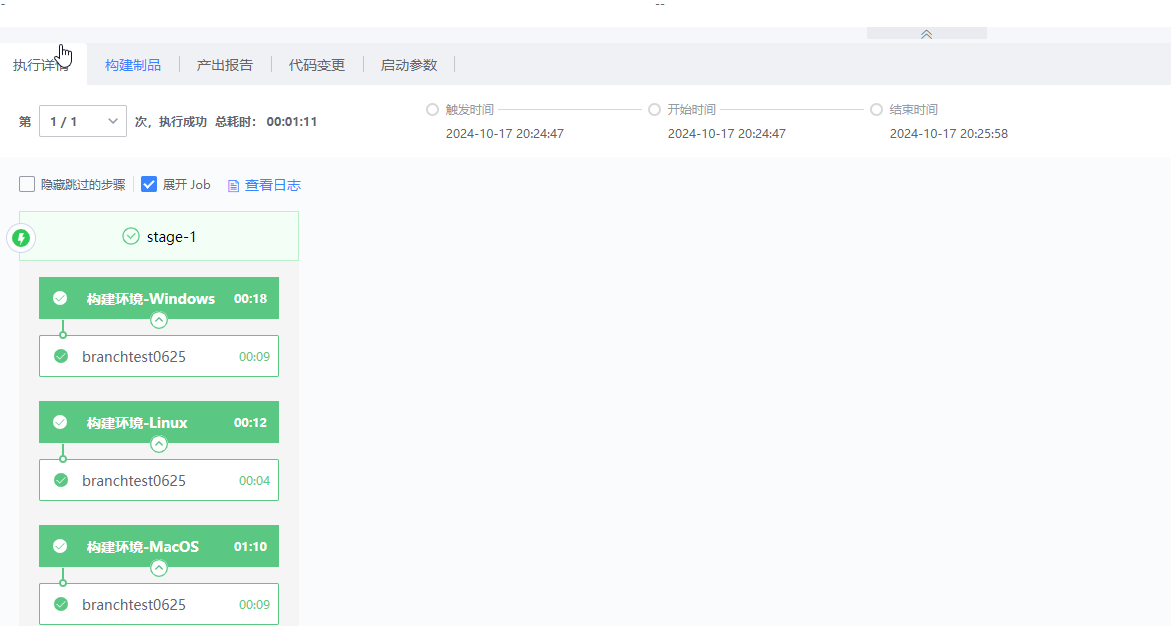 -
--
执行详情
构建制品
产出报告
代码变更
启动参数
第 1 / 1 次，执行成功 总耗时： 00:01:11
触发时间
2024-10-17 20:24:47
开始时间
2024-10-17 20:24:47
结束时间
2024-10-17 20:25:58
隐藏跳过的步骤
展开 Job
查看日志
stage-1
构建环境-Windows 00:18
branchtest0625 00:09
构建环境-Linux 00:12
branchtest0625 00:04
构建环境-MacOS 01:10
branchtest0625 00:09